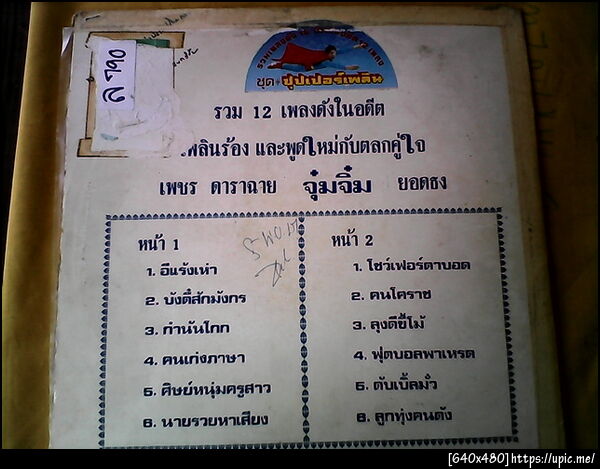 ล 790
ชุด ซุปเปอร์เพลิน
รวม 12 เพลงดังในอดีต
เพลินร้อง และพูดใหม่กับตลกคู่ใจ
เพชร ดาราฉาย จุ๋มจิ๋ม ยอดธง
หน้า 1
1. อีแร้งเห่า
2. บังตี๋สักมังกร
3. กำนันโกก
4. คนเก่งภาษา
5. ศิษย์หนุ่มครูสาว
6. นายรวยหาเสียง
หน้า 2
1. โชว์เฟอร์ตาบอด
2. คนโคราช
3. ลุงดีขี้โม้
4. ฟุตบอลพาเหรด
5. ดับเบิ้ลมั่ว
6. ลูกทุ่งคนดัง
[640x480]https://upic.me/